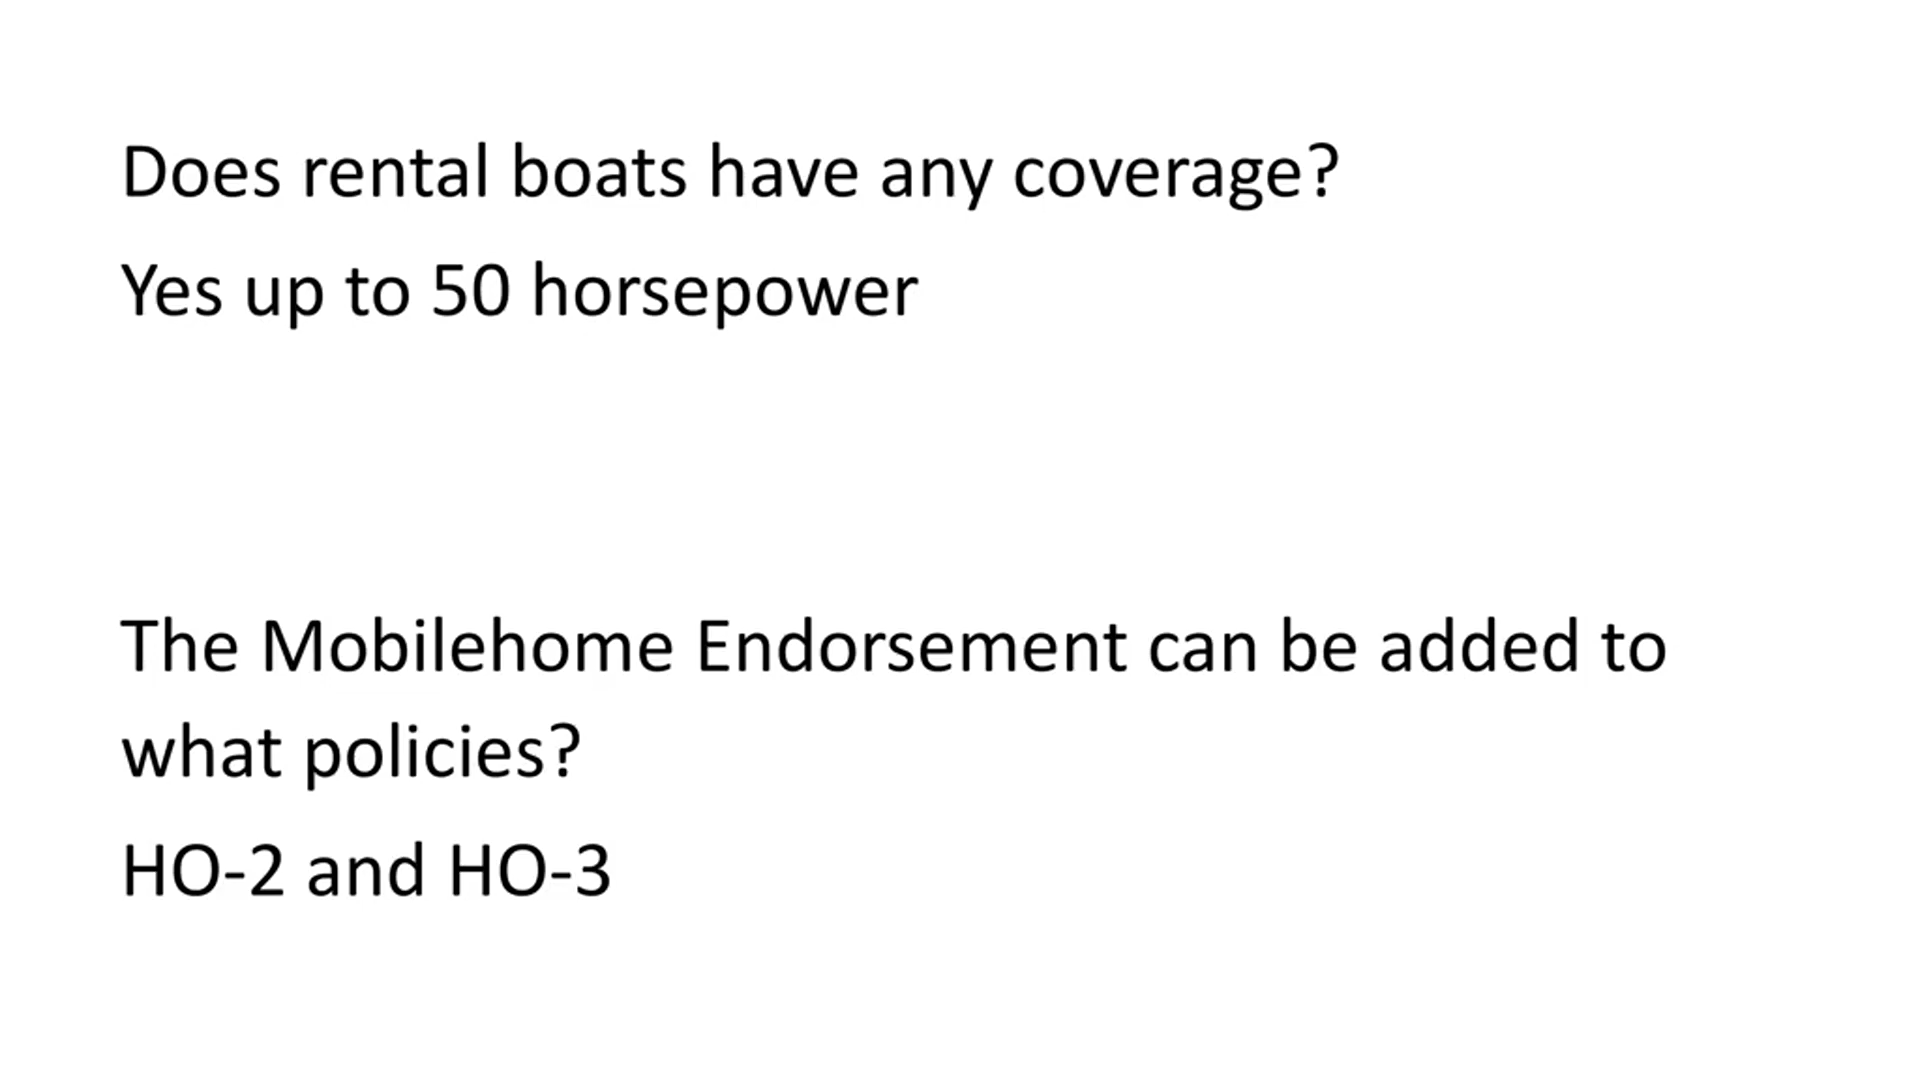 Does rental boats have any coverage?
Yes up to 50 horsepower
The Mobilehome Endorsement can be added to
what policies?
HO-2 and HO-3